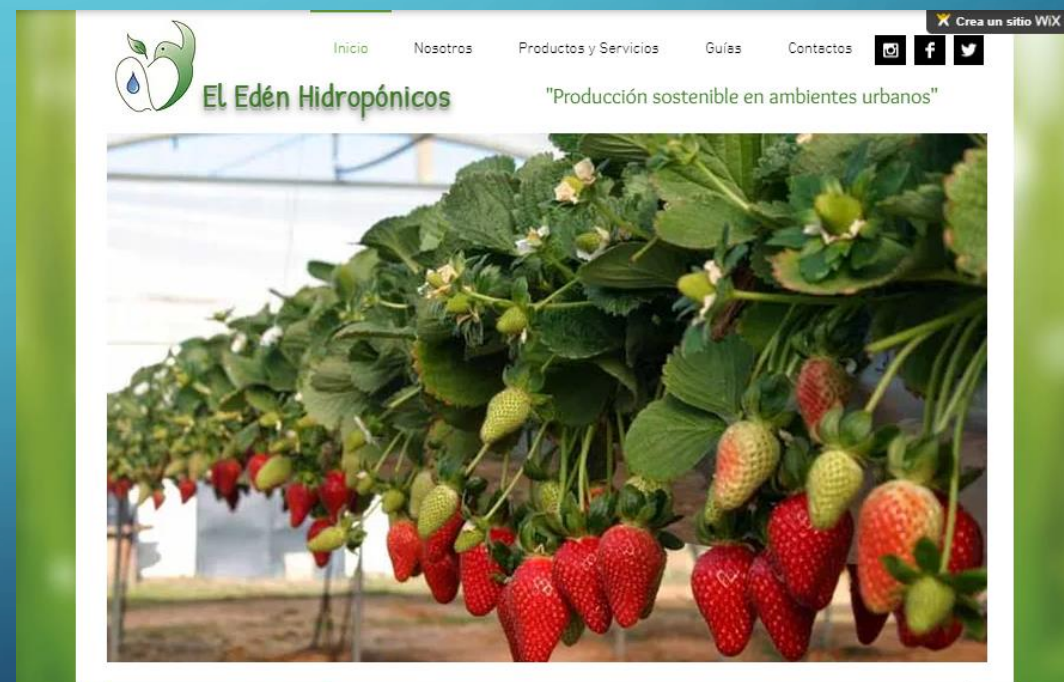 Crea un sitio WiX
Inicio Nosotros Productos y Servicios Guías Contactos
El Edén Hidropónicos
"Producción sostenible en ambientes urbanos"